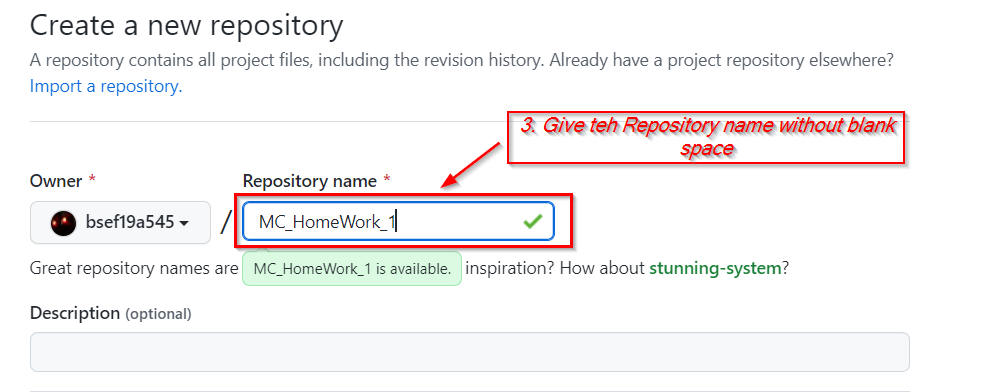 Create a new repository
A repository contains all project files, including the revision history. Already have a project repository elsewhere?
Import a repository.
3. Give teh Repository name without blank
space
Owner *
Repository name *
bsef19a545
/
MC_HomeWork_1
Great repository names are
MC_HomeWork_1 is available.
inspiration? How about stunning-system?
Description (optional)